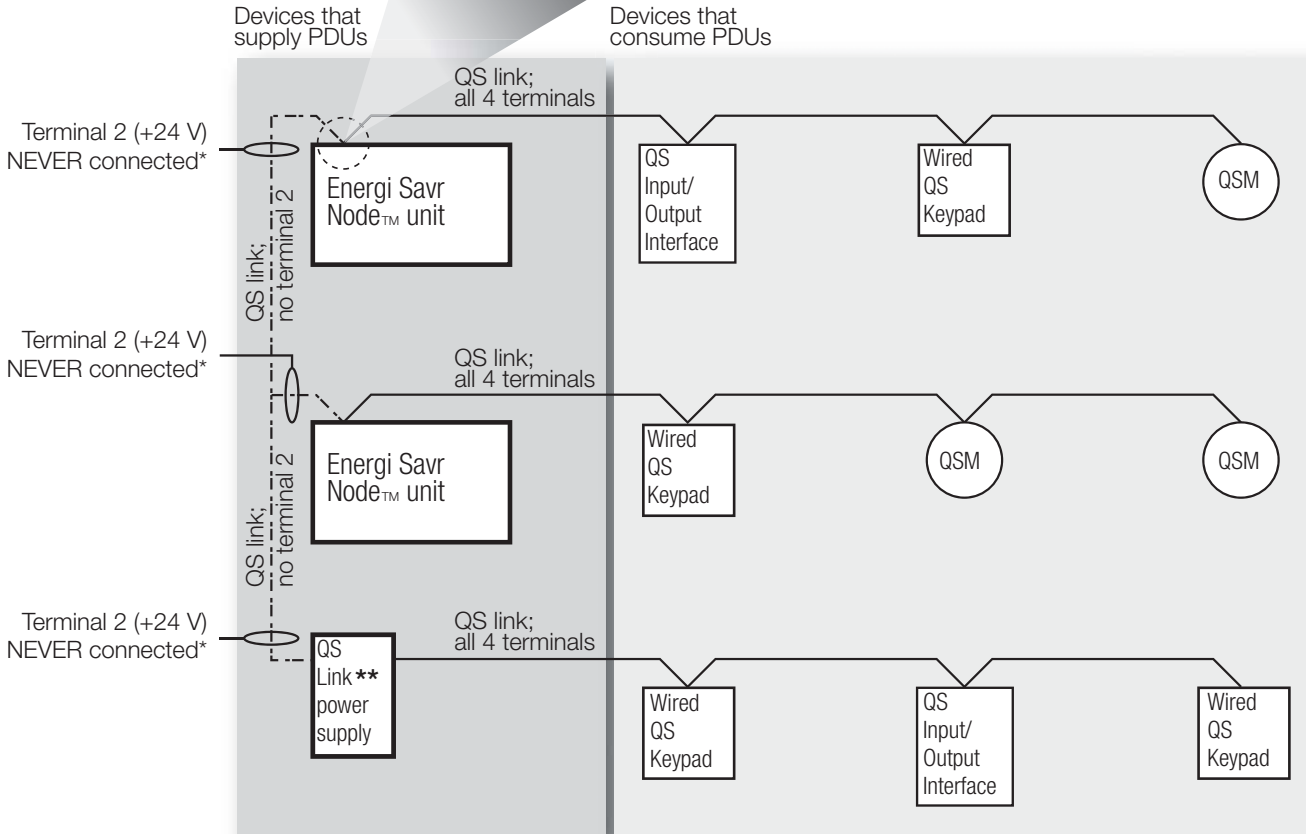 Devices that
supply PDUs
Devices that
consume PDUs
QS link;
all 4 terminals
Terminal 2 (+24 V)
NEVER connected*
Energi Savr
Node™ unit
QS
Input/
Output
Interface
Wired
QS
Keypad
QSM
QS link;
no terminal 2
Terminal 2 (+24 V)
NEVER connected*
QS link;
all 4 terminals
Energi Savr
Node™ unit
Wired
QS
Keypad
QSM
QSM
QS link;
no terminal 2
Terminal 2 (+24 V)
NEVER connected*
QS link;
all 4 terminals
QS
Link**
power
supply
Wired
QS
Keypad
QS
Input/
Output
Interface
Wired
QS
Keypad